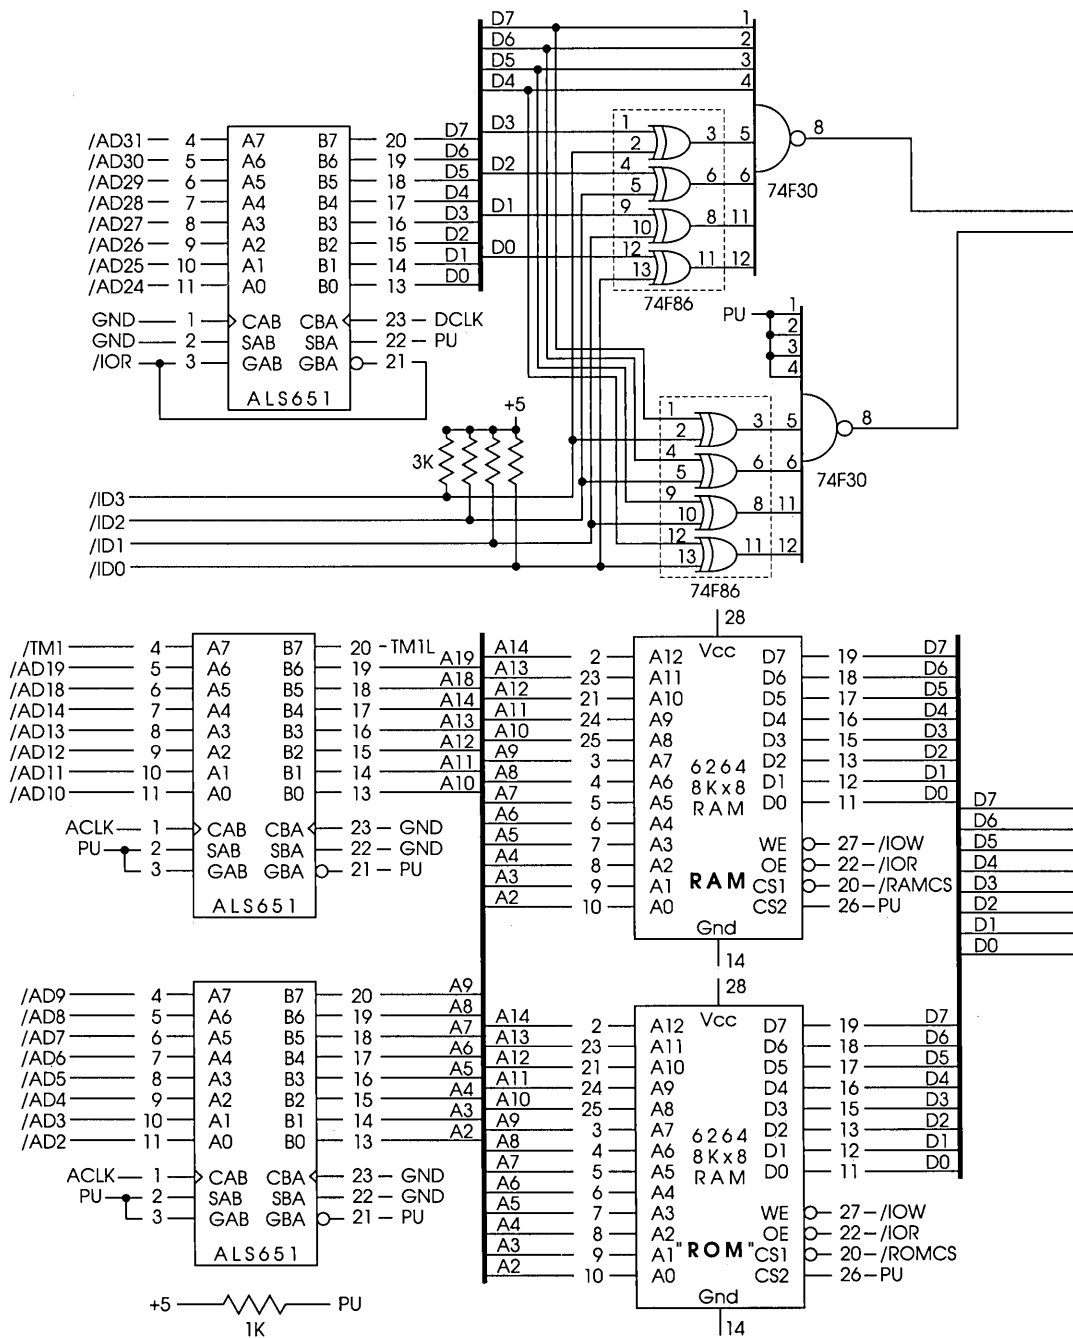 D7 1
D6 2
D5 3
D4 4
/AD31 4 A7 B7 20 D7 D3 1 2 3 5 8
/AD30 5 A6 B6 19 D6
/AD29 6 A5 B5 18 D5 D2 4 5 6 6 74F30
/AD28 7 A4 B4 17 D4
/AD27 8 A3 B3 16 D3 D1 9 10 8 11
/AD26 9 A2 B2 15 D2
/AD25 10 A1 B1 14 D1 D0 12 13 11 12
/AD24 11 A0 B0 13 D0
74F86
GND 1 CAB CBA 23 DCLK
GND 2 SAB SBA 22 PU
/IOR 3 GAB GBA 21
ALS651
PU 1
2
3
4
+5
3K
1 2 3 5 8
4 5 6 6 74F30
9 10 8 11
12 13 11 12
74F86
/ID3
/ID2
/ID1
/ID0
/TM1 4 A7 B7 20 TM1L
/AD19 5 A6 B6 19 A19
/AD18 6 A5 B5 18 A18
/AD14 7 A4 B4 17 A14
/AD13 8 A3 B3 16 A13
/AD12 9 A2 B2 15 A12
/AD11 10 A1 B1 14 A11
/AD10 11 A0 B0 13 A10
ACLK 1 CAB CBA 23 GND
PU 2 SAB SBA 22 GND
3 GAB GBA 21 PU
ALS651
28
Vcc
A14 2 A12 D7 19 D7
A13 23 A11 D6 18 D6
A12 21 A10 D5 17 D5
A11 24 A9 D4 16 D4
A10 25 A8 D3 15 D3
A9 3 A7 D2 13 D2
A8 4 A6 D1 12 D1
A7 5 A5 D0 11 D0
A6 6 A4
A5 7 A3 WE 27 /IOW
A4 8 A2 OE 22 /IOR
A3 9 A1 CS1 20 /RAMCS
A2 10 A0 CS2 26 PU
6264
8Kx8
RAM
RAM
Gnd
14
D7
D6
D5
D4
D3
D2
D1
D0
/AD9 4 A7 B7 20 A9
/AD8 5 A6 B6 19 A8
/AD7 6 A5 B5 18 A7
/AD6 7 A4 B4 17 A6
/AD5 8 A3 B3 16 A5
/AD4 9 A2 B2 15 A4
/AD3 10 A1 B1 14 A3
/AD2 11 A0 B0 13 A2
ACLK 1 CAB CBA 23 GND
PU 2 SAB SBA 22 GND
3 GAB GBA 21 PU
ALS651
28
Vcc
A14 2 A12 D7 19 D7
A13 23 A11 D6 18 D6
A12 21 A10 D5 17 D5
A11 24 A9 D4 16 D4
A10 25 A8 D3 15 D3
A9 3 A7 D2 13 D2
A8 4 A6 D1 12 D1
A7 5 A5 D0 11 D0
A6 6 A4
A5 7 A3 WE 27 /IOW
A4 8 A2 OE 22 /IOR
A3 9 A1 CS1 20 /ROMCS
A2 10 A0 CS2 26 PU
6264
8Kx8
RAM
"ROM"
Gnd
14
+5 PU
1K